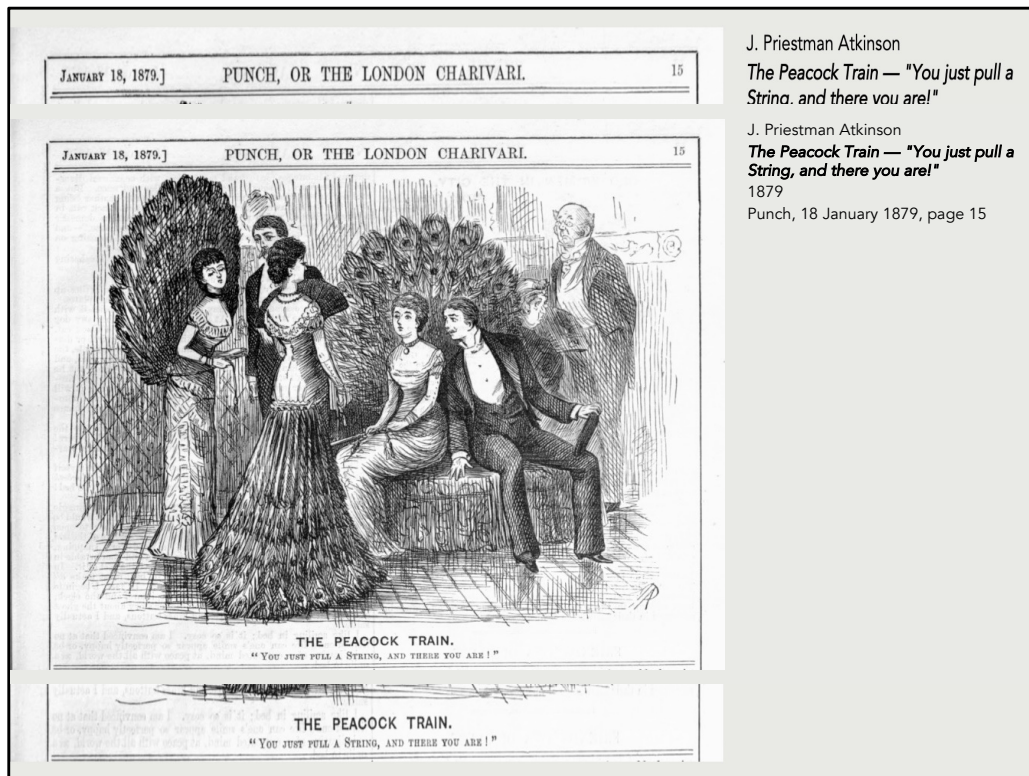 JANUARY 18, 1879.] PUNCH, OR THE LONDON CHARIVARI. 15
J. Priestman Atkinson
The Peacock Train — "You just pull a
String, and there you are!"
JANUARY 18, 1879.] PUNCH, OR THE LONDON CHARIVARI. 15
THE PEACOCK TRAIN.
"YOU JUST PULL A STRING, AND THERE YOU ARE!"
J. Priestman Atkinson
The Peacock Train — "You just pull a
String, and there you are!"
1879
Punch, 18 January 1879, page 15
THE PEACOCK TRAIN.
"YOU JUST PULL A STRING, AND THERE YOU ARE!"